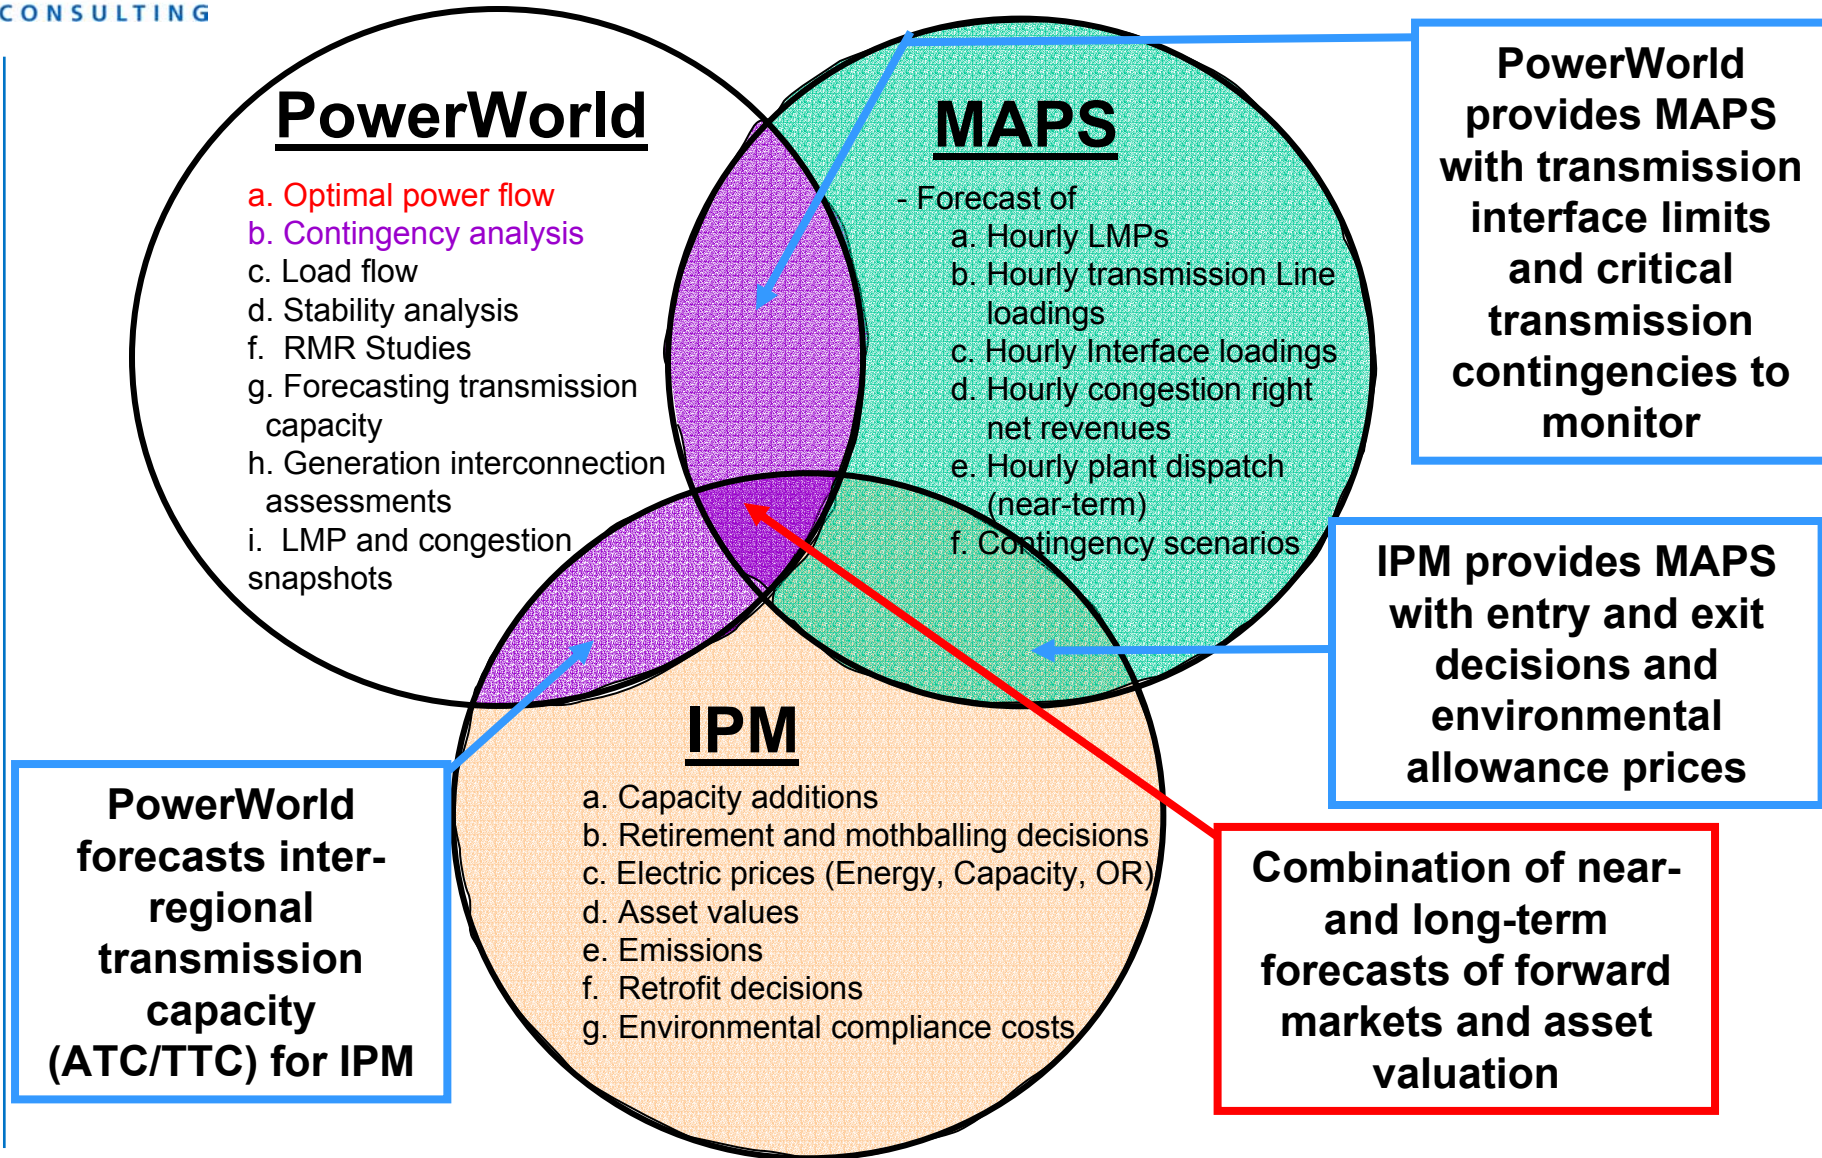 CONSULTING
PowerWorld
a. Optimal power flow
b. Contingency analysis
c. Load flow
d. Stability analysis
f. RMR Studies
g. Forecasting transmission
capacity
h. Generation interconnection
assessments
i. LMP and congestion
snapshots
MAPS
- Forecast of
a. Hourly LMPs
b. Hourly transmission Line
loadings
c. Hourly Interface loadings
d. Hourly congestion right
net revenues
e. Hourly plant dispatch
(near-term)
f. Contingency scenarios
PowerWorld
provides MAPS
with transmission
interface limits
and critical
transmission
contingencies to
monitor
IPM provides MAPS
with entry and exit
decisions and
environmental
allowance prices
IPM
a. Capacity additions
b. Retirement and mothballing decisions
c. Electric prices (Energy, Capacity, OR)
d. Asset values
e. Emissions
f. Retrofit decisions
g. Environmental compliance costs
PowerWorld
forecasts inter-
regional
transmission
capacity
(ATC/TTC) for IPM
Combination of near-
and long-term
forecasts of forward
markets and asset
valuation